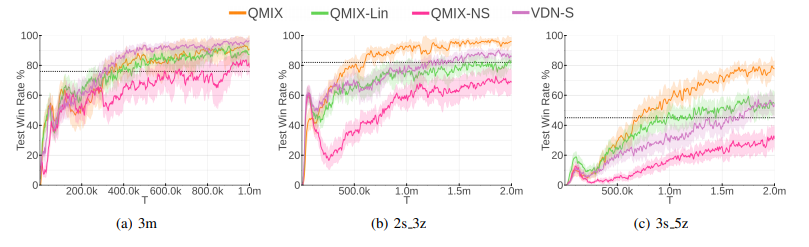 QMIX QMIX-Lin QMIX-NS VDN-S
Test Win Rate %
100
80
60
40
20
0
200.0k 400.0k 600.0k 800.0k 1.0m
T
(a) 3m
Test Win Rate %
100
80
60
40
20
0
500.0k 1.0m 1.5m 2.0m
T
(b) 2s_3z
Test Win Rate %
100
80
60
40
20
0
500.0k 1.0m 1.5m 2.0m
T
(c) 3s_5z